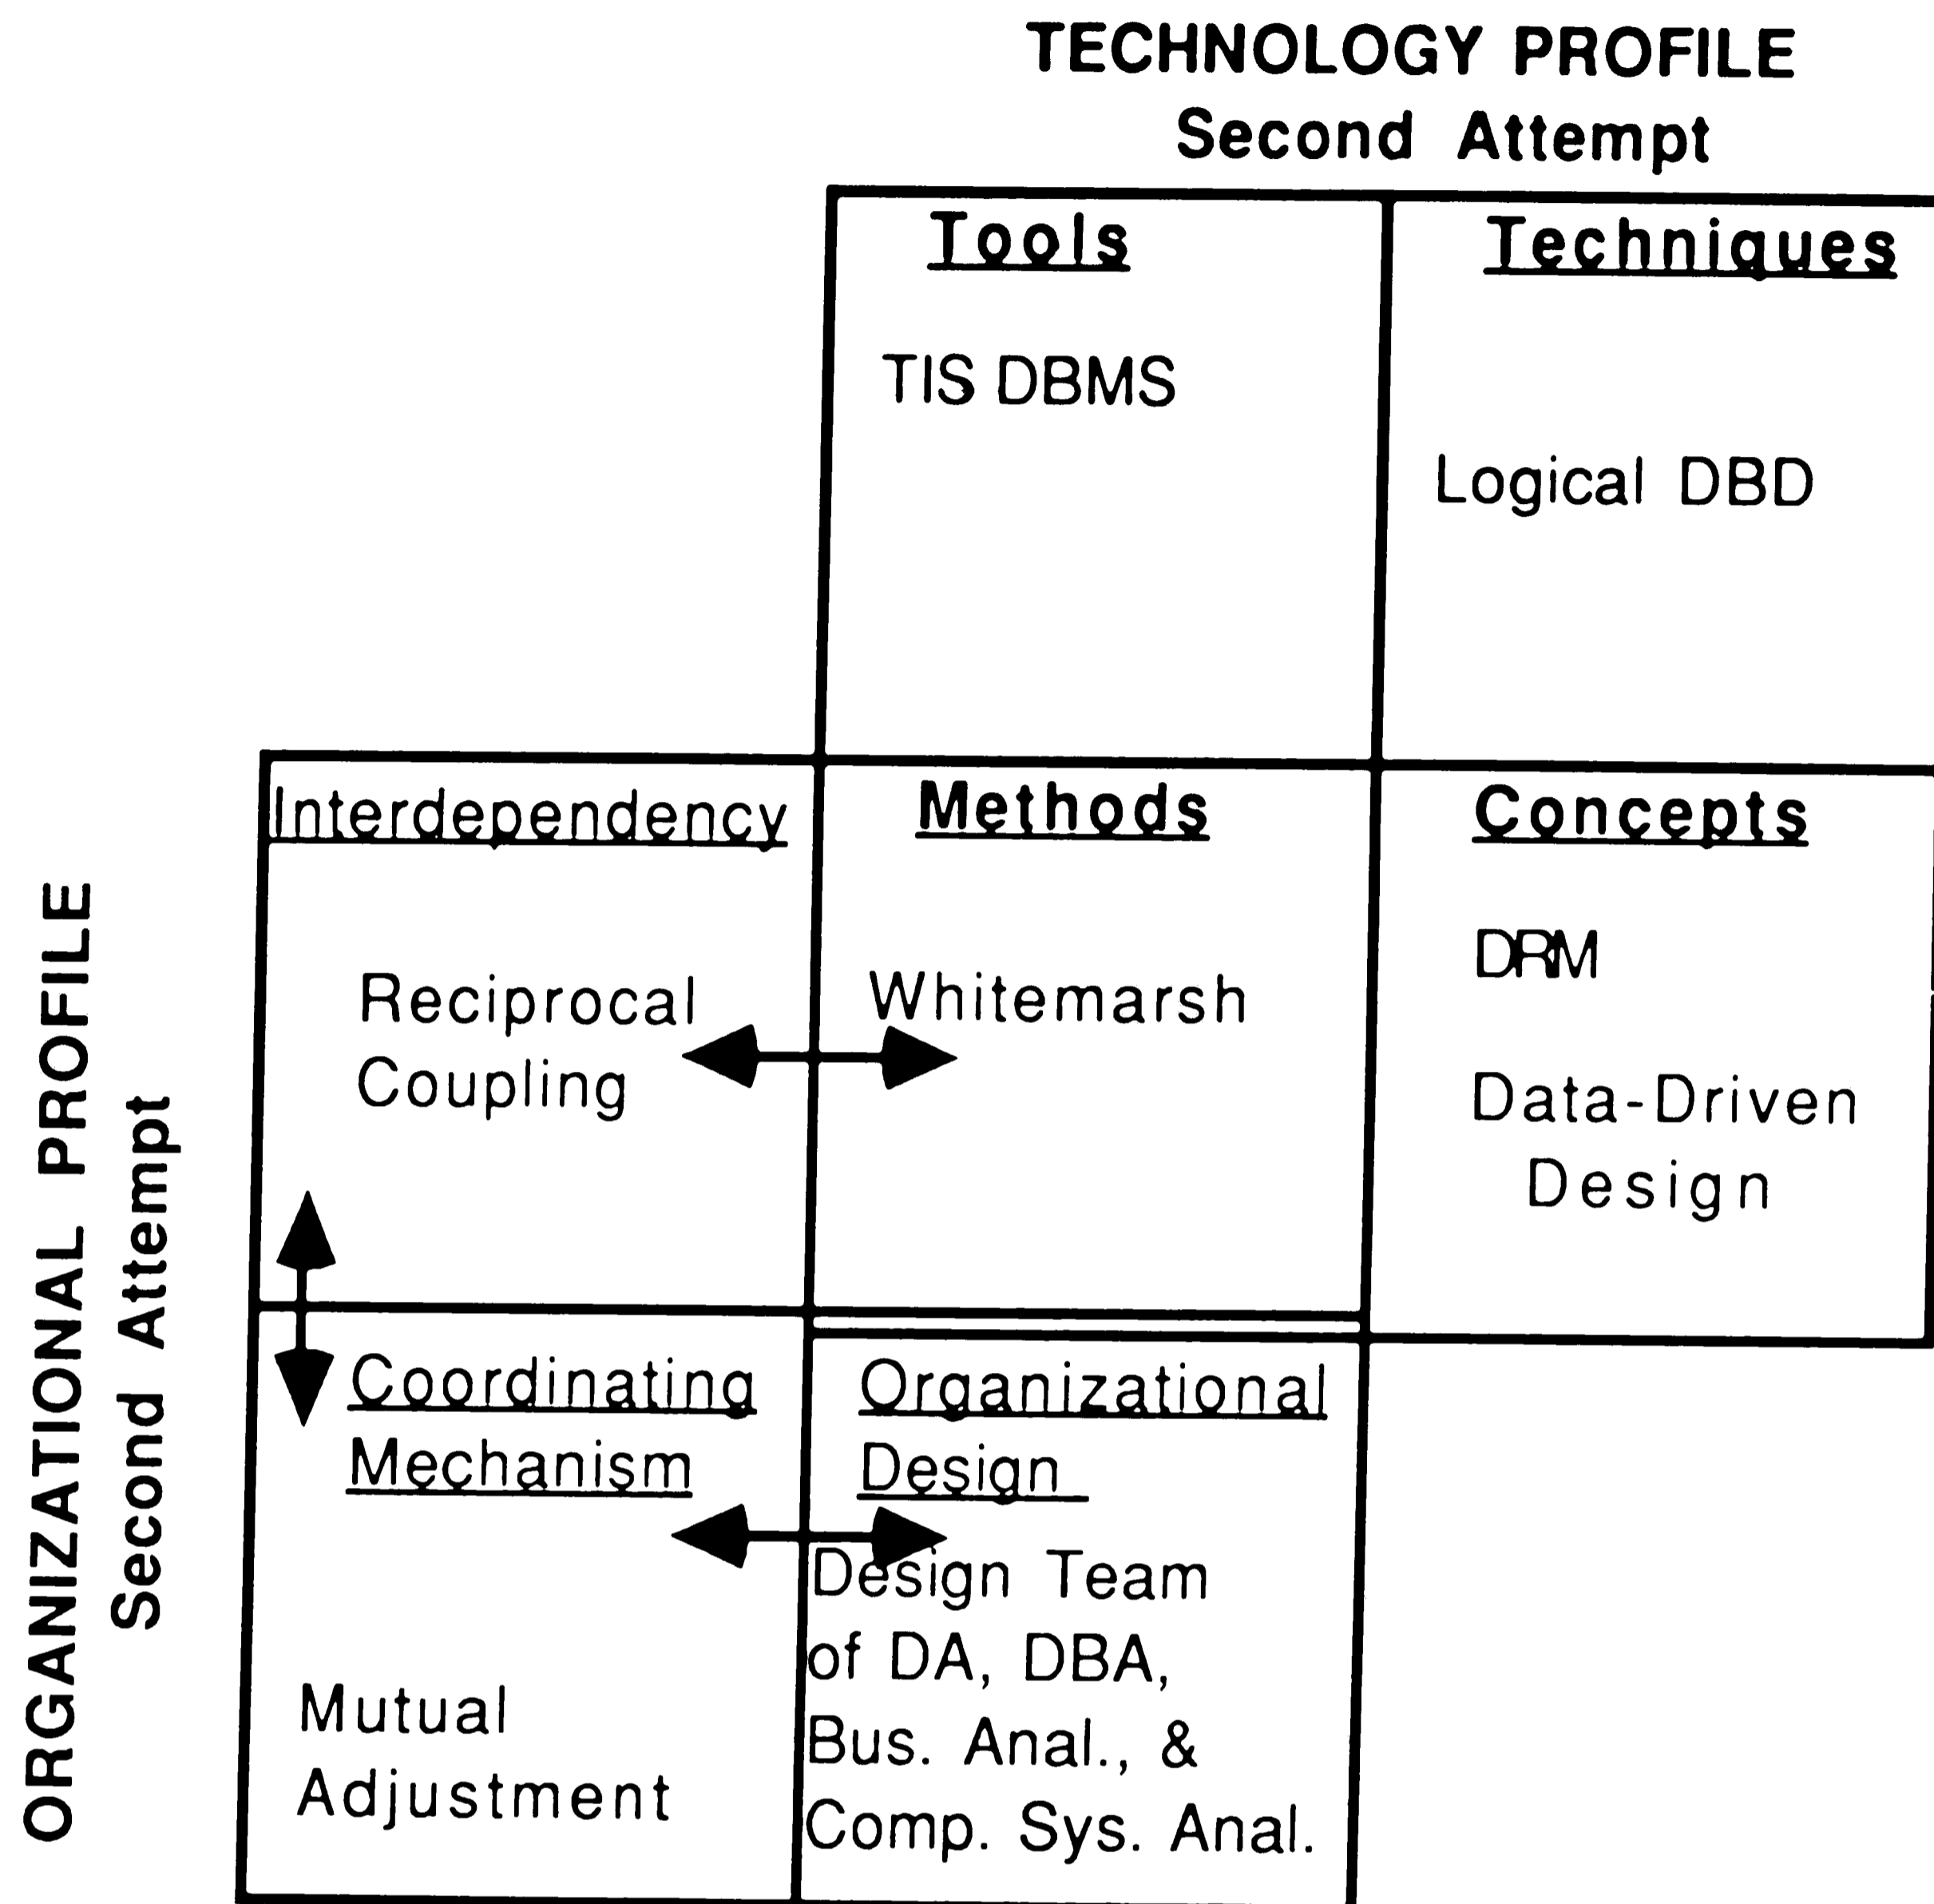 TECHNOLOGY PROFILE
Second Attempt
Tools
TIS DBMS
Techniques
Logical DBD
ORGANIZATIONAL PROFILE
Second Attempt
Interdependency
Reciprocal
Coupling
Methods
Whitemarsh
Concepts
DRM
Data-Driven
Design
Coordinating
Mechanism
Mutual
Adjustment
Organizational
Design
Design Team
of DA, DBA,
Bus. Anal., &
Comp. Sys. Anal.